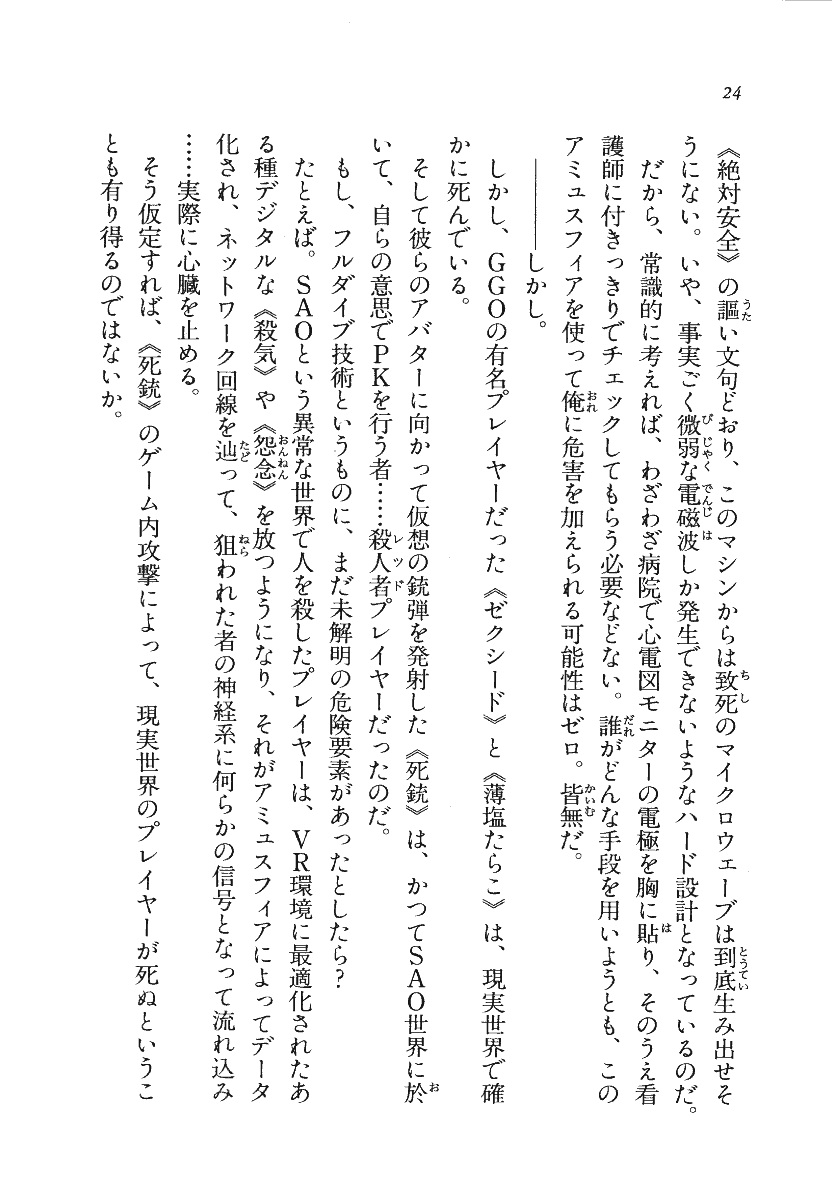 24
《絶対安全》の謳い文句どおり、このマシンからは致死のマイクロウェーブは到底生み出せそ
うにない。いや、事実ごく微弱な電磁波しか発生できないようなハード設計となっているのだ。
だから、常識的に考えれば、わざわざ病院で心電図モニターの電極を胸に貼り、そのうえ看
護師に付きっきりでチェックしてもらう必要などない。誰がどんな手段を用いようとも、この
アミュスフィアを使って俺に危害を加えられる可能性はゼロ。皆無だ。
――――しかし。
しかし、GGOの有名プレイヤーだった《ゼクシード》と《薄塩たらこ》は、現実世界で確
かに死んでいる。
そして彼らのアバターに向かって仮想の銃弾を発射した《死銃》は、かつてSAO世界に於
いて、自らの意思でPKを行う者……殺人者プレイヤーだったのだ。
もし、フルダイブ技術というものに、まだ未解明の危険要素があったとしたら?
たとえば。SAOという異常な世界で人を殺したプレイヤーは、VR環境に最適化されたあ
る種デジタルな《殺気》や《怨念》を放つようになり、それがアミュスフィアによってデータ
化され、ネットワーク回線を辿って、狙われた者の神経系に何らかの信号となって流れ込み
……実際に心臓を止める。
そう仮定すれば、《死銃》のゲーム内攻撃によって、現実世界のプレイヤーが死ぬというこ
とも有り得るのではないか。